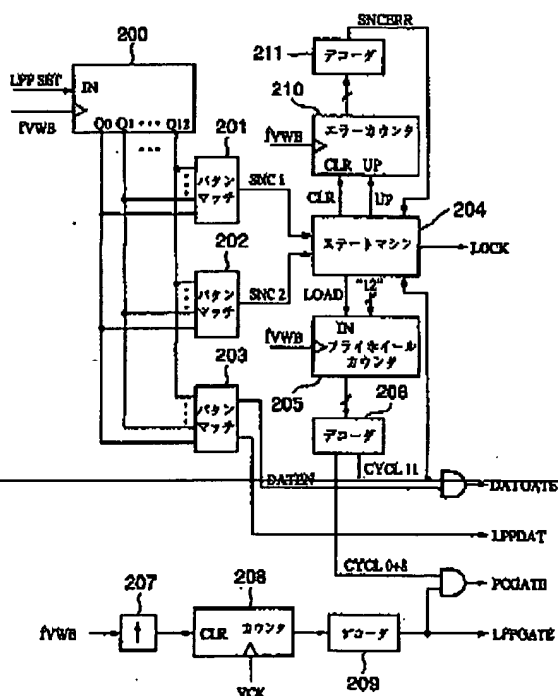 200
LPP SET
IN
fVWB
Q0 Q1 ••• Q12
•••
201
パタン
マッチ
SNC 1
202
パタン
マッチ
SNC 2
203
パタン
マッチ
SNCERR
211
デコーダ
210
エラーカウンタ
fVWB
CLR UP
CLR
UP
204
ステートマシン
LOCK
LOAD
"12"
IN
fVWB
フライホイール
カウンタ
205
206
デコーダ
CYCL 11
DATEN
DATGATE
LPPDAT
CYCL 0+8
PCGATE
207
fVWB
↑
208
CLR カウンタ
VCK
デコーダ
209
LPPGATE